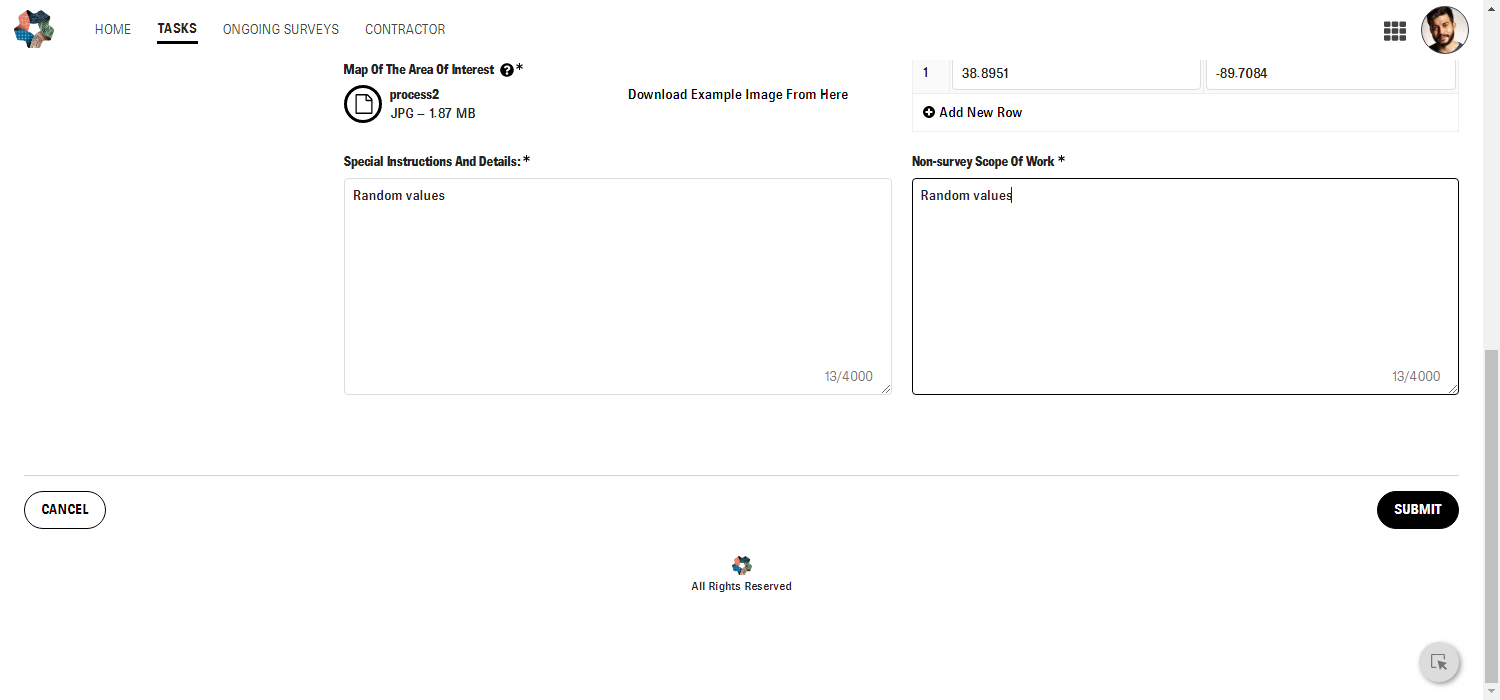 HOME TASKS ONGOING SURVEYS CONTRACTOR
Map Of The Area Of Interest ? *
process2
JPG – 1.87 MB
Download Example Image From Here
1 38.8951 -89.7084
Add New Row
Special Instructions And Details: *
Random values
13/4000
Non-survey Scope Of Work *
Random values
13/4000
CANCEL
SUBMIT
All Rights Reserved